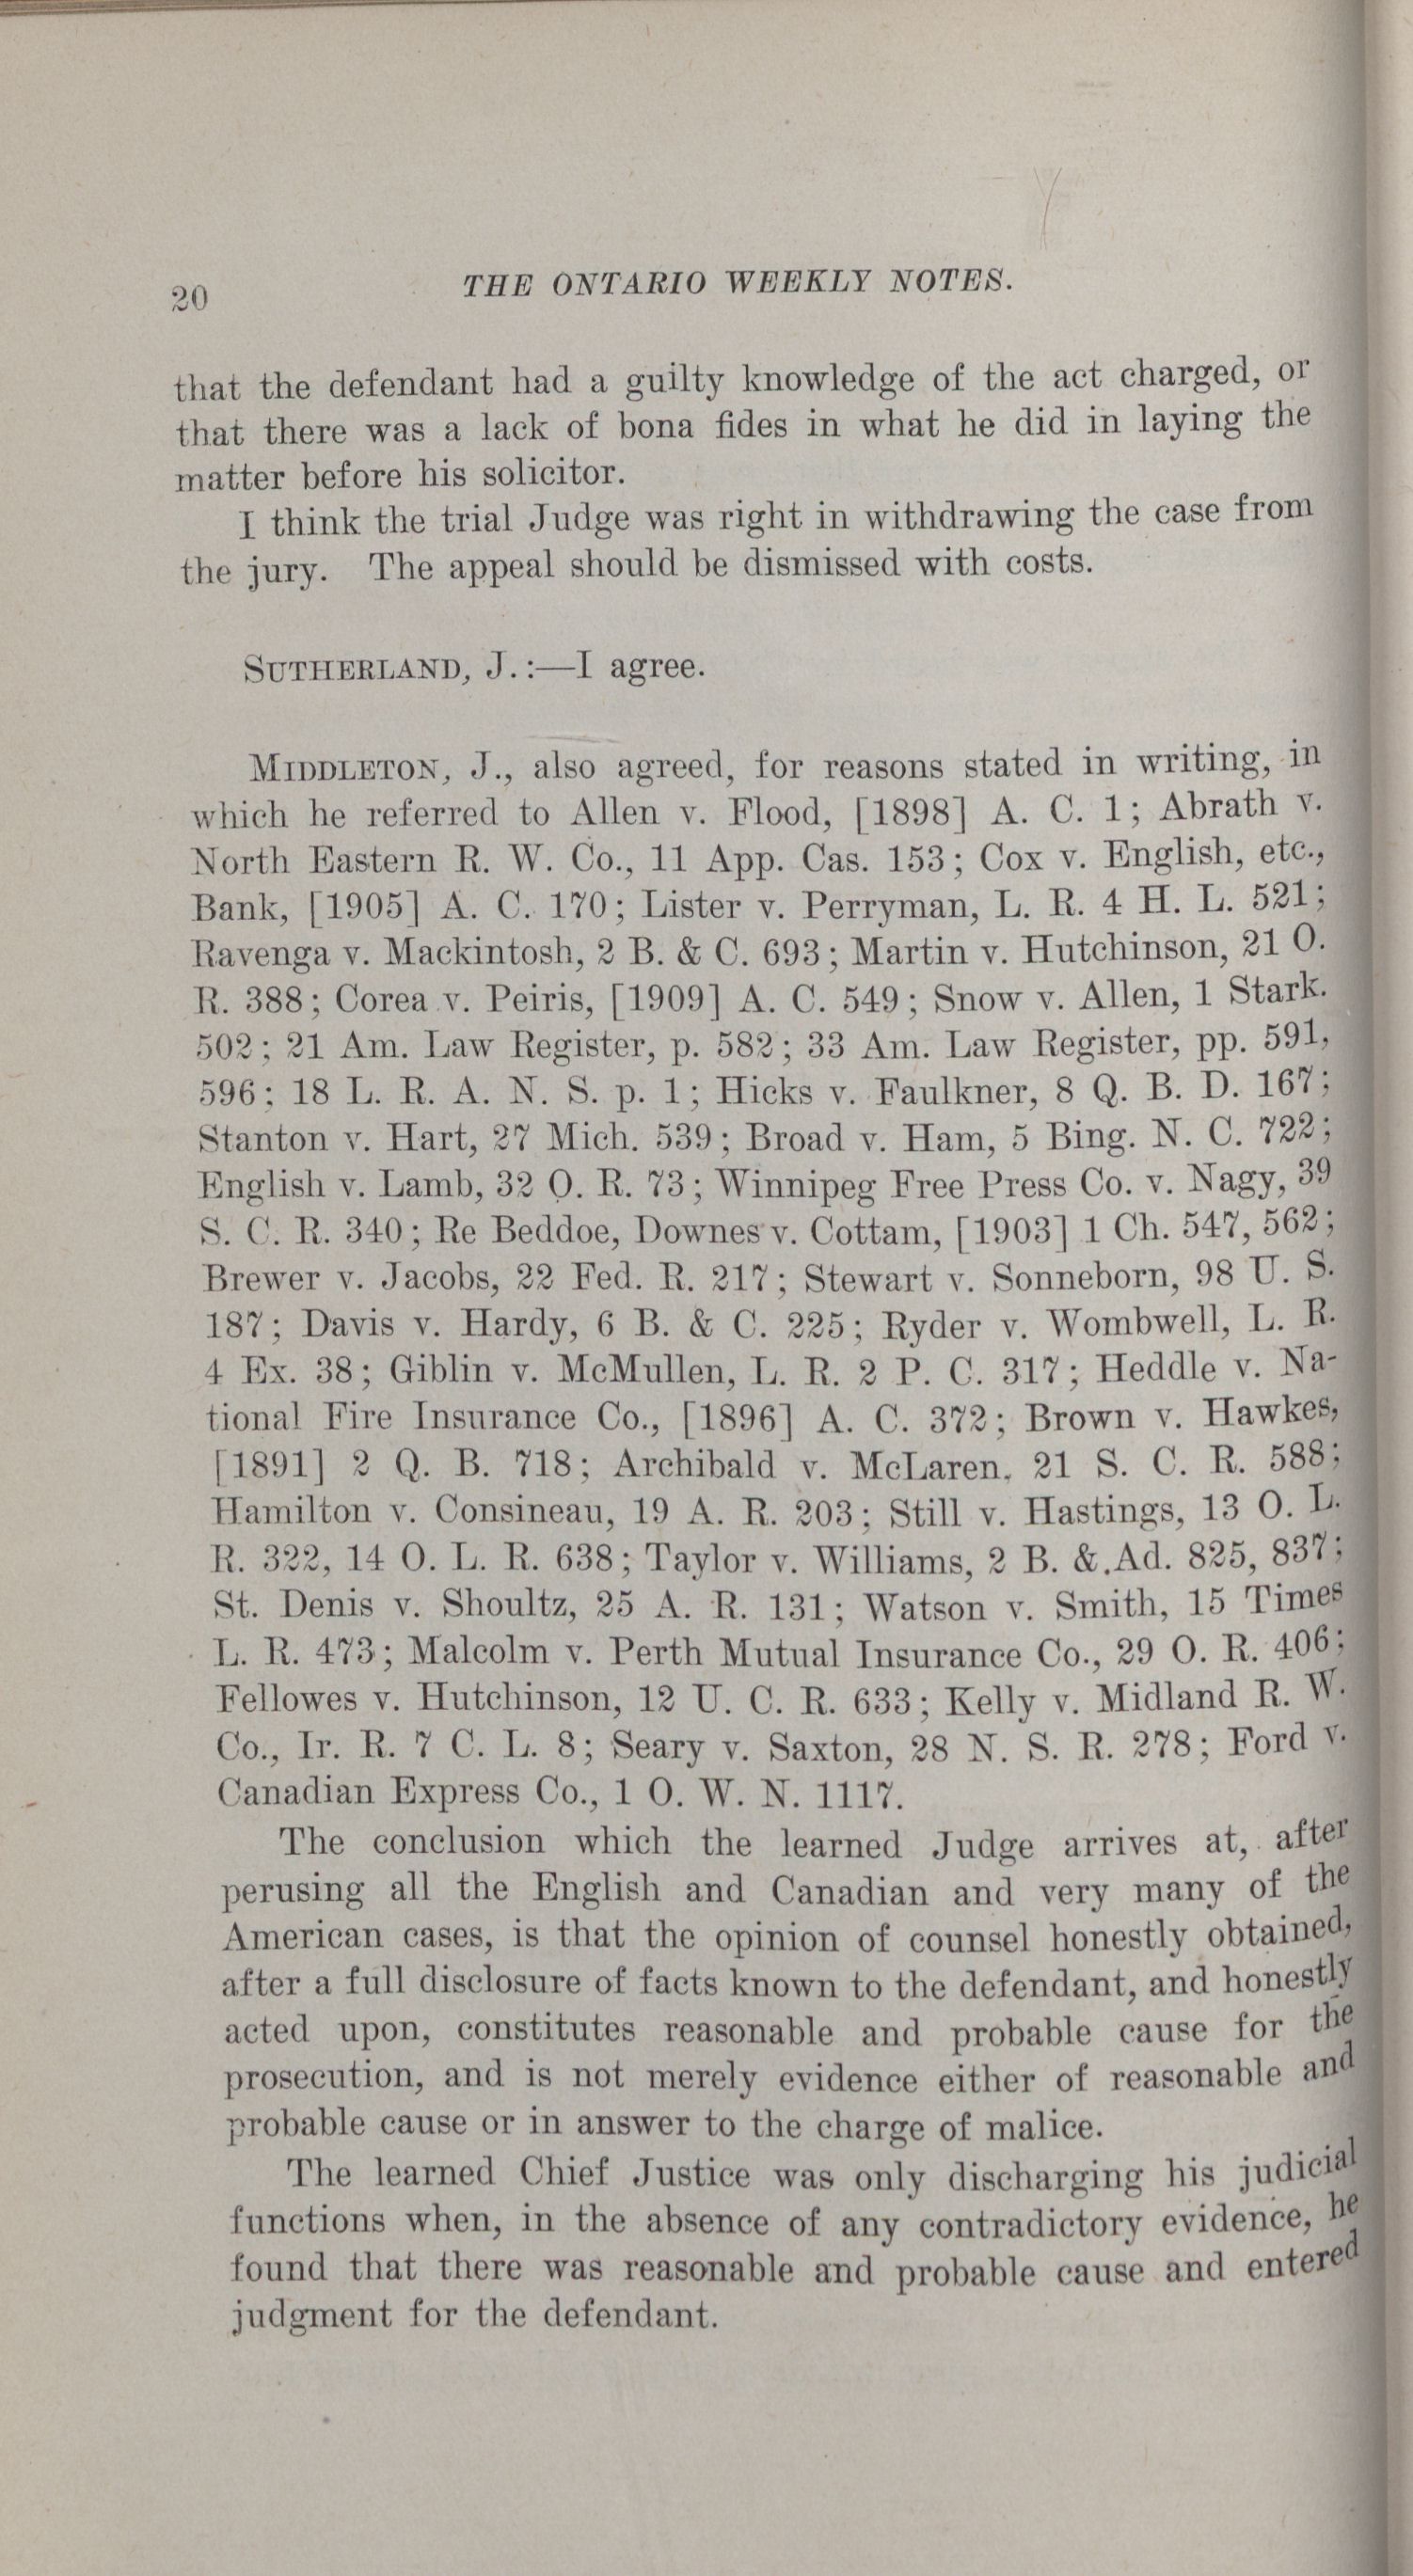 20
THE ONTARIO WEEKLY NOTES.
that the defendant had a guilty knowledge of the act charged, or
that there was a lack of bona fides in what he did in laying the
matter before his solicitor.
I think the trial Judge was right in withdrawing the case from
the jury. The appeal should be dismissed with costs.
SUTHERLAND, J.:—I agree.
MIDDLETON, J., also agreed, for reasons stated in writing, in
which he referred to Allen v. Flood, [1898] A. C. 1; Abrath v.
North Eastern R. W. Co., 11 App. Cas. 153; Cox v. English, etc.,
Bank, [1905] A. C. 170; Lister v. Perryman, L. R. 4 H. L. 521;
Ravenga v. Mackintosh, 2 B. & C. 693; Martin v. Hutchinson, 21 O.
R. 388; Corea v. Peiris, [1909] A. C. 549; Snow v. Allen, 1 Stark.
502; 21 Am. Law Register, p. 582; 33 Am. Law Register, pp. 591,
596; 18 L. R. A. N. S. p. 1; Hicks v. Faulkner, 8 Q. B. D. 167;
Stanton v. Hart, 27 Mich. 539; Broad v. Ham, 5 Bing. N. C. 722;
English v. Lamb, 32 O. R. 73; Winnipeg Free Press Co. v. Nagy, 39
S. C. R. 340; Re Beddoe, Downes v. Cottam, [1903] 1 Ch. 547, 562;
Brewer v. Jacobs, 22 Fed. R. 217; Stewart v. Sonneborn, 98 U. S.
187; Davis v. Hardy, 6 B. & C. 225; Ryder v. Wombwell, L. R.
4 Ex. 38; Giblin v. McMullen, L. R. 2 P. C. 317; Heddle v. Na-
tional Fire Insurance Co., [1896] A. C. 372; Brown v. Hawkes,
[1891] 2 Q. B. 718; Archibald v. McLaren, 21 S. C. R. 588;
Hamilton v. Consineau, 19 A. R. 203; Still v. Hastings, 13 O. L.
R. 322, 14 O. L. R. 638; Taylor v. Williams, 2 B. & Ad. 825, 837;
St. Denis v. Shoultz, 25 A. R. 131; Watson v. Smith, 15 Times
L. R. 473; Malcolm v. Perth Mutual Insurance Co., 29 O. R. 406;
Fellowes v. Hutchinson, 12 U. C. R. 633; Kelly v. Midland R. W.
Co., Ir. R. 7 C. L. 8; Seary v. Saxton, 28 N. S. R. 278; Ford v.
Canadian Express Co., 1 O. W. N. 1117.
The conclusion which the learned Judge arrives at, after
perusing all the English and Canadian and very many of the
American cases, is that the opinion of counsel honestly obtained,
after a full disclosure of facts known to the defendant, and honestly
acted upon, constitutes reasonable and probable cause for the
prosecution, and is not merely evidence either of reasonable and
probable cause or in answer to the charge of malice.
The learned Chief Justice was only discharging his judicial
functions when, in the absence of any contradictory evidence, he
found that there was reasonable and probable cause and entered
judgment for the defendant.